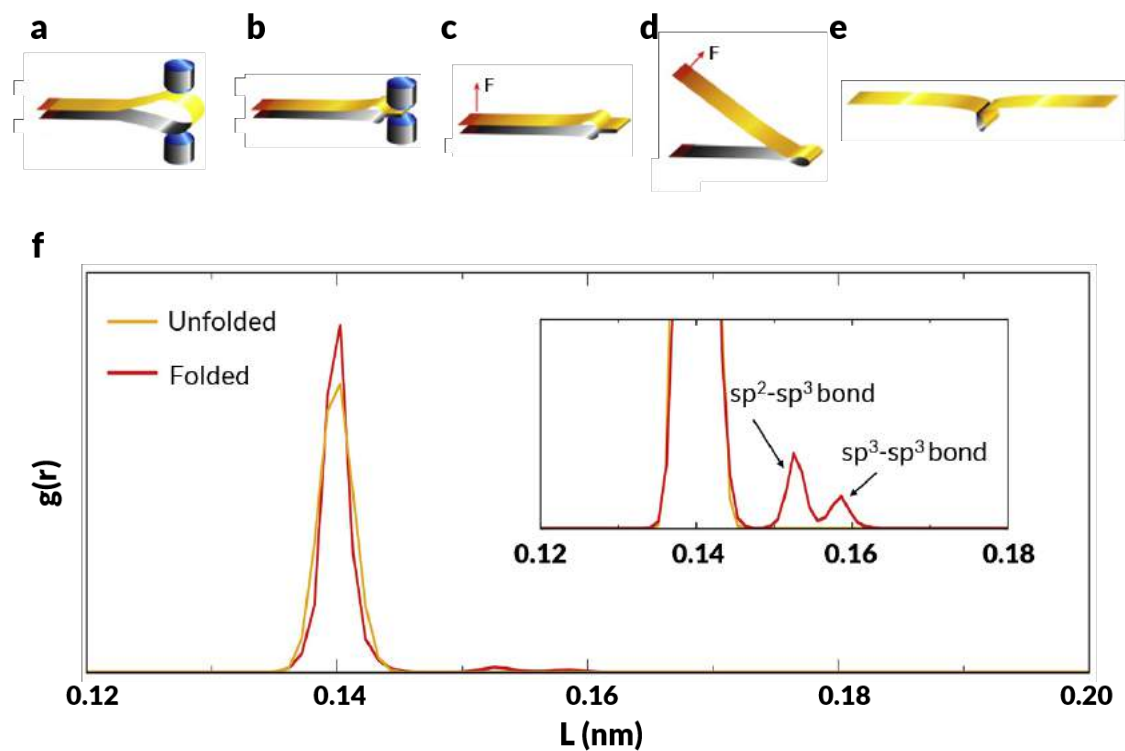 a
b
c
d
e
F
F
f
Unfolded
Folded
sp²-sp³ bond
sp³-sp³ bond
0.12
0.14
0.16
0.18
g(r)
0.12
0.14
0.16
0.18
0.20
L (nm)